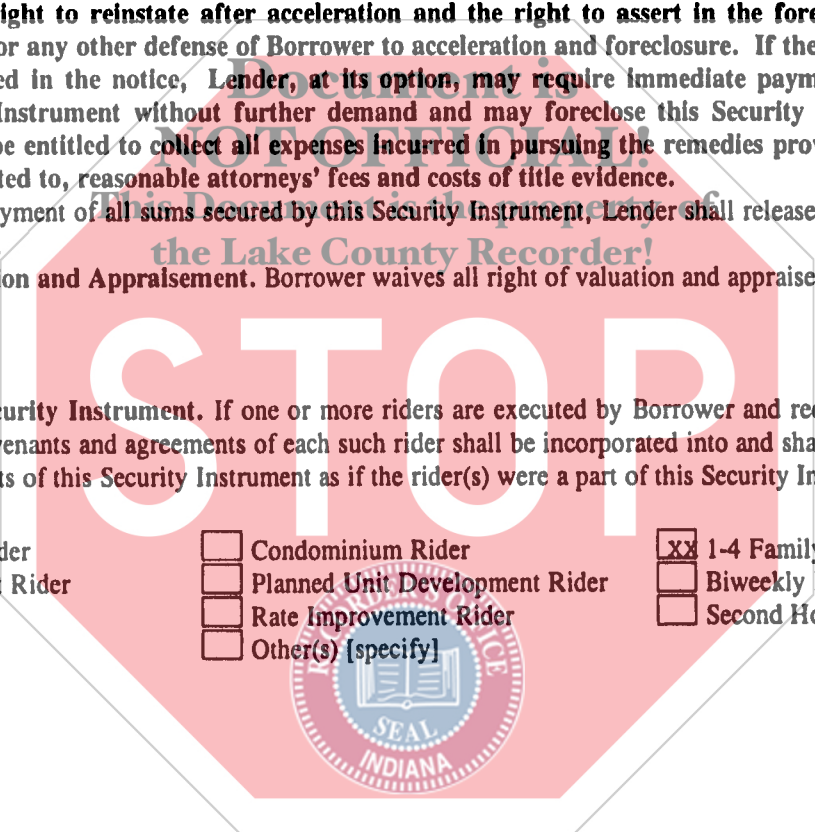 ight to reinstate after acceleration and the right to assert in the fore
or any other defense of Borrower to acceleration and foreclosure. If the
Document is
ed in the notice, Lender, at its option, may require immediate paym
Instrument without further demand and may foreclose this Security
NOT OFFICIAL!
be entitled to collect all expenses incurred in pursuing the remedies prov
ted to, reasonable attorneys' fees and costs of title evidence.
This Document is the property of
yment of all sums secured by this Security Instrument, Lender shall release
the Lake County Recorder!
on and Appraisement. Borrower waives all right of valuation and appraise
STOP
curity Instrument. If one or more riders are executed by Borrower and rec
venants and agreements of each such rider shall be incorporated into and sha
ts of this Security Instrument as if the rider(s) were a part of this Security In
der Condominium Rider xx 1-4 Family
t Rider Planned Unit Development Rider Biweekly
Rate Improvement Rider Second Ho
Other(s) [specify]
RECORDER'S OFFICE
SEAL
INDIANA